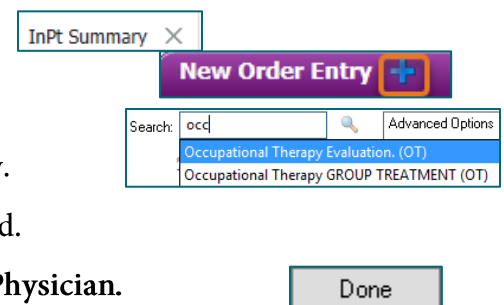 InPt Summary ×
New Order Entry +
Search: occ Advanced Options
Occupational Therapy Evaluation. (OT)
Occupational Therapy GROUP TREATMENT (OT)
Physician.
Done